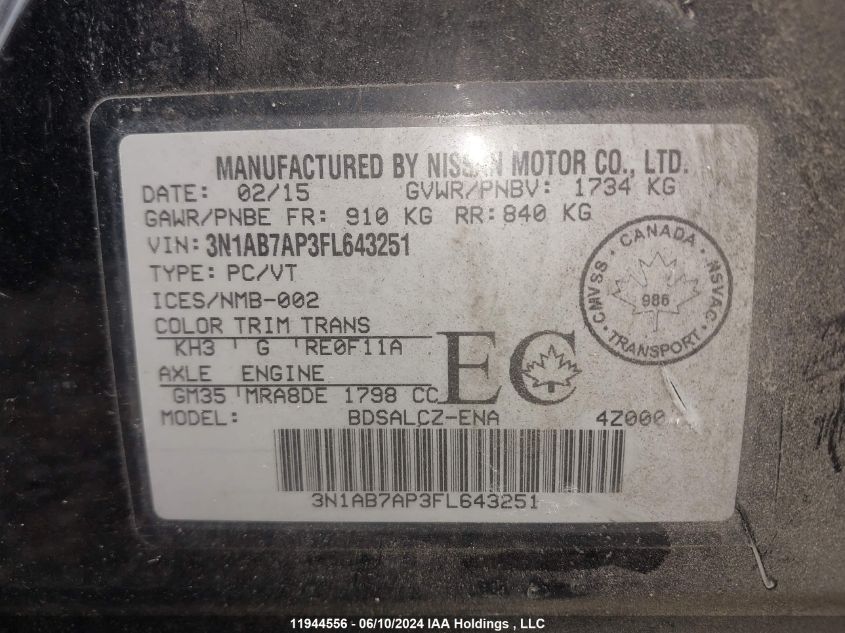 MANUFACTURED BY NISSAN MOTOR CO., LTD.
DATE: 02/15 GVWR/PNBV: 1734 KG
GAWR/PNBE FR: 910 KG RR: 840 KG
VIN: 3N1AB7AP3FL643251
TYPE: PC/VT
ICES/NMB-002
COLOR TRIM TRANS
KH3 G RE0F11A
AXLE ENGINE
GM35 MRA8DE 1798 CC
EC
MODEL: BDSALCZ-ENA 4Z000
3N1AB7AP3FL643251
CANADA
CMVSS NSVAC
986
TRANSPORT
11944556 - 06/10/2024 IAA Holdings, LLC